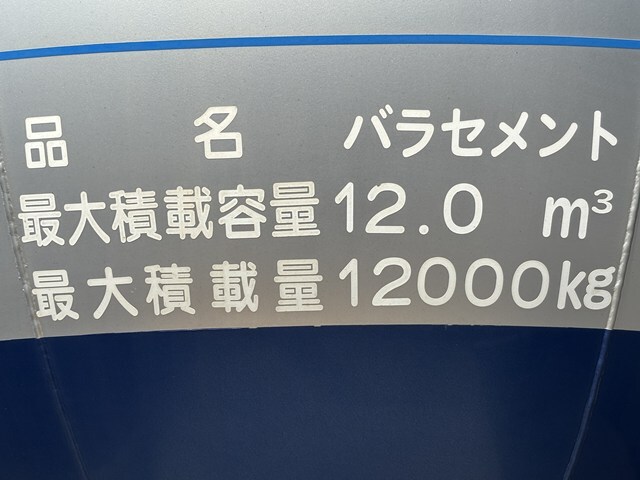 品名 バラセメント
最大積載容量 12.0 m³
最大積載量 12000kg